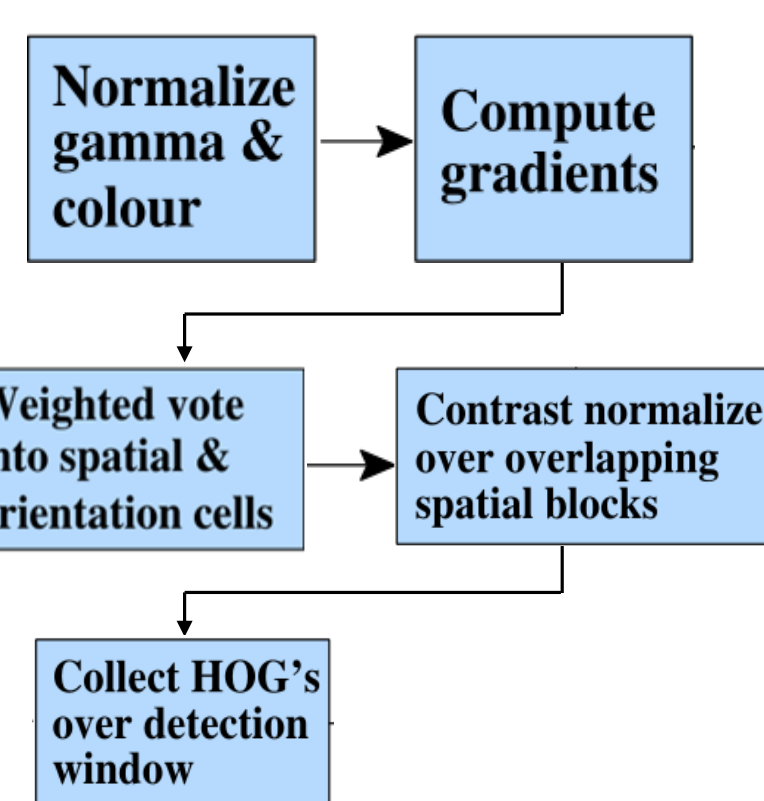 Normalize
gamma &
colour
Compute
gradients
Weighted vote
nto spatial &
rientation cells
Contrast normalize
over overlapping
spatial blocks
Collect HOG’s
over detection
window